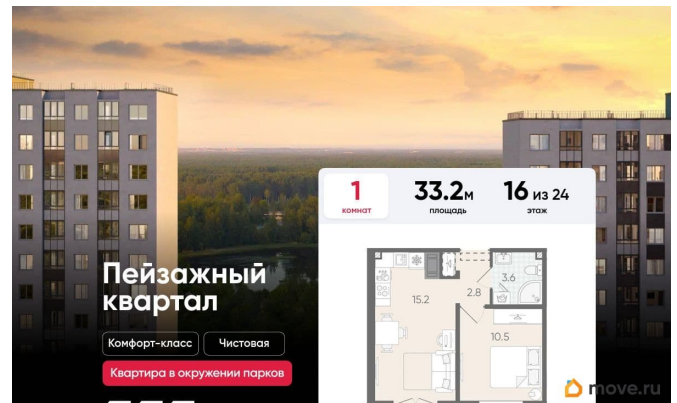 1
комнат
33.2м
площадь
16 из 24
этаж
Пейзажный
квартал
Комфорт-класс
Чистовая
Квартира в окружении парков
15.2
2.8
3.6
10.5
move.ru